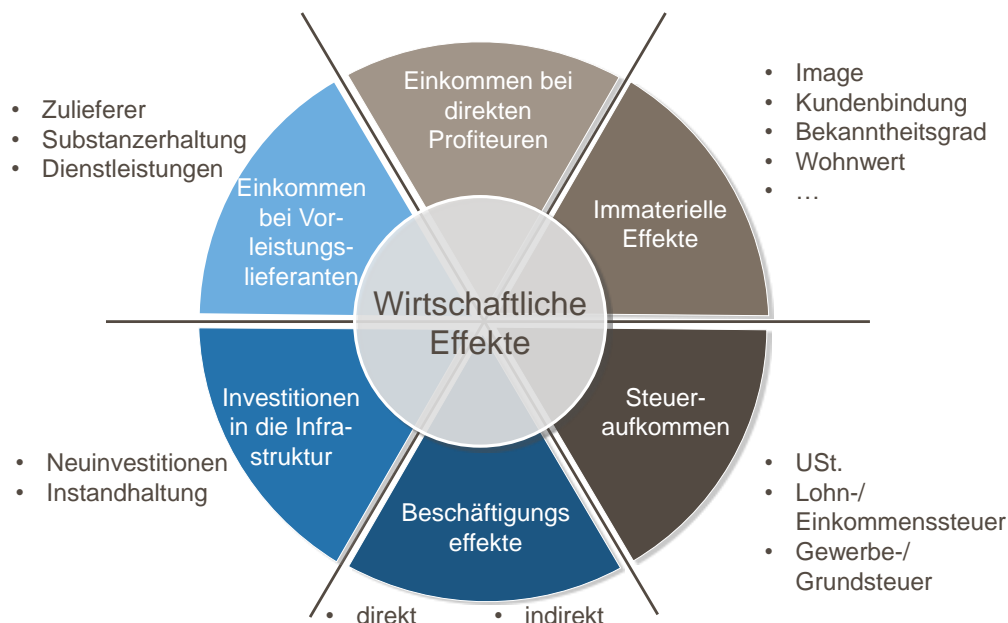 Einkommen bei
direkten
Profiteuren
• Image
• Kundenbindung
• Bekanntheitsgrad
• Wohnwert
• …
• Zulieferer
• Substanzerhaltung
• Dienstleistungen
Einkommen
bei Vor-
leistungs-
lieferanten
Immaterielle
Effekte
Wirtschaftliche
Effekte
Investitionen
in die Infra-
struktur
Steuer-
aufkommen
• Neuinvestitionen
• Instandhaltung
Beschäftigungs
effekte
• USt.
• Lohn-/
Einkommenssteuer
• Gewerbe-/
Grundsteuer
• direkt • indirekt